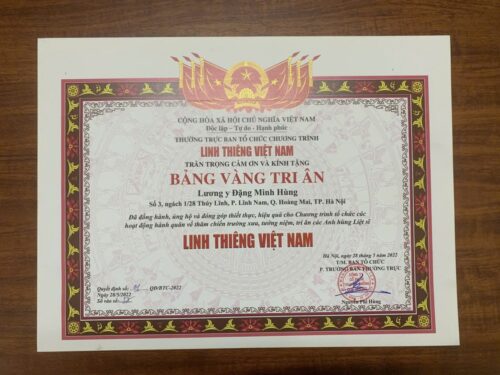 CỘNG HÒA XÃ HỘI CHỦ NGHĨA VIỆT NAM
Độc lập - Tự do - Hạnh phúc
THƯỜNG TRỰC BAN TỔ CHỨC CHƯƠNG TRÌNH
LINH THIÊNG VIỆT NAM
TRÂN TRỌNG CẢM ƠN VÀ KÍNH TẶNG
BẢNG VÀNG TRI ÂN
Lương y Đặng Minh Hùng
Số 3, ngách 1/28 Thúy Lĩnh, P. Lĩnh Nam, Q. Hoàng Mai, TP. Hà Nội
Đã đồng hành, ủng hộ và đóng góp thiết thực, hiệu quả cho Chương trình tổ chức các
hoạt động hành quân về thăm chiến trường xưa, tưởng niệm, tri ân các Anh hùng Liệt sĩ
LINH THIÊNG VIỆT NAM
Hà Nội, ngày 28 tháng 5 năm 2022
T/M. BAN TỔ CHỨC
P. TRƯỞNG BAN THƯỜNG TRỰC
Quyết định số: QĐ/BTC-2022
Ngày 28/5/2022
Số vào sổ:
Nguyễn Phi Hùng